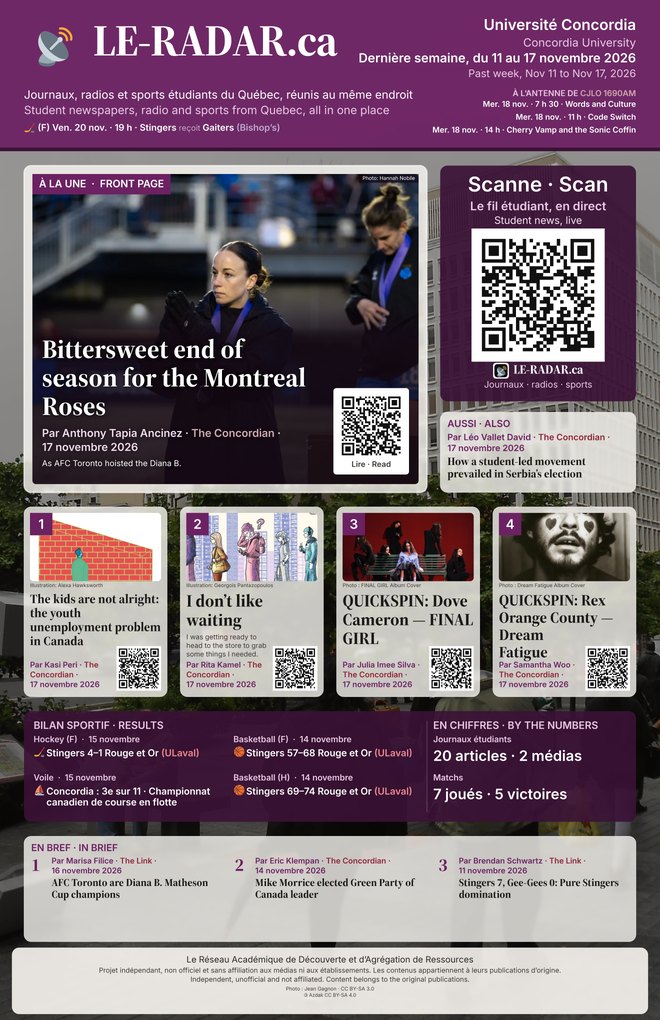 LE-RADAR.ca
Journaux, radios et sports étudiants du Québec, réunis au même endroit
Student newspapers, radio and sports from Quebec, all in one place
(F) Ven. 20 nov. · 19 h · Stingers reçoit Gaiters (Bishop's)
Université Concordia
Concordia University
Dernière semaine, du 11 au 17 novembre 2026
Past week, Nov 11 to Nov 17, 2026
À L'ANTENNE DE CJLO 1690AM
Mer. 18 nov. · 7 h 30 · Words and Culture
Mer. 18 nov. · 11 h · Code Switch
Mer. 18 nov. · 14 h · Cherry Vamp and the Sonic Coffin
À LA UNE · FRONT PAGE
Photo: Hannah Nobile
Bittersweet end of
season for the Montreal
Roses
Par Anthony Tapia Ancinez · The Concordian ·
17 novembre 2026
As AFC Toronto hoisted the Diana B.
Lire · Read
Scanne · Scan
Le fil étudiant, en direct
Student news, live
LE-RADAR.ca
Journaux · radios · sports
AUSSI · ALSO
Par Léo Vallet David · The Concordian ·
17 novembre 2026
How a student-led movement
prevailed in Serbia's election
1
Illustration: Alexa Hawksworth
The kids are not alright:
the youth
unemployment problem
in Canada
Par Kasi Peri · The
Concordian ·
17 novembre 2026
2
Illustration: Georgois Pantazopoulos
I don't like
waiting
I was getting ready to
head to the store to grab
some things I needed.
Par Rita Kamel · The
Concordian ·
17 novembre 2026
3
Photo : FINAL GIRL Album Cover
QUICKSPIN: Dove
Cameron — FINAL
GIRL
Par Julia Imee Silva ·
The Concordian ·
17 novembre 2026
4
Photo : Dream Fatigue Album Cover
QUICKSPIN: Rex
Orange County —
Dream
Fatigue
Par Samantha Woo ·
The Concordian ·
17 novembre 2026
BILAN SPORTIF · RESULTS
Hockey (F) · 15 novembre
Stingers 4–1 Rouge et Or (ULaval)
Basketball (F) · 14 novembre
Stingers 57–68 Rouge et Or (ULaval)
Voile · 15 novembre
Concordia : 3e sur 11 · Championnat
canadien de course en flotte
Basketball (H) · 14 novembre
Stingers 69–74 Rouge et Or (ULaval)
EN CHIFFRES · BY THE NUMBERS
Journaux étudiants
20 articles · 2 médias
Matchs
7 joués · 5 victoires
EN BREF · IN BRIEF
1
Par Marisa Filice · The Link ·
16 novembre 2026
AFC Toronto are Diana B. Matheson
Cup champions
2
Par Eric Klempan · The Concordian ·
14 novembre 2026
Mike Morrice elected Green Party of
Canada leader
3
Par Brendan Schwartz · The Link ·
11 novembre 2026
Stingers 7, Gee-Gees 0: Pure Stingers
domination
Le Réseau Académique de Découverte et d'Agrégation de Ressources
Projet indépendant, non officiel et sans affiliation aux médias ni aux établissements. Les contenus appartiennent à leurs publications d'origine.
Independent, unofficial and not affiliated. Content belongs to the original publications.
Photo : Jean Gagnon · CC BY-SA 3.0
Azdak CC BY-SA 4.0